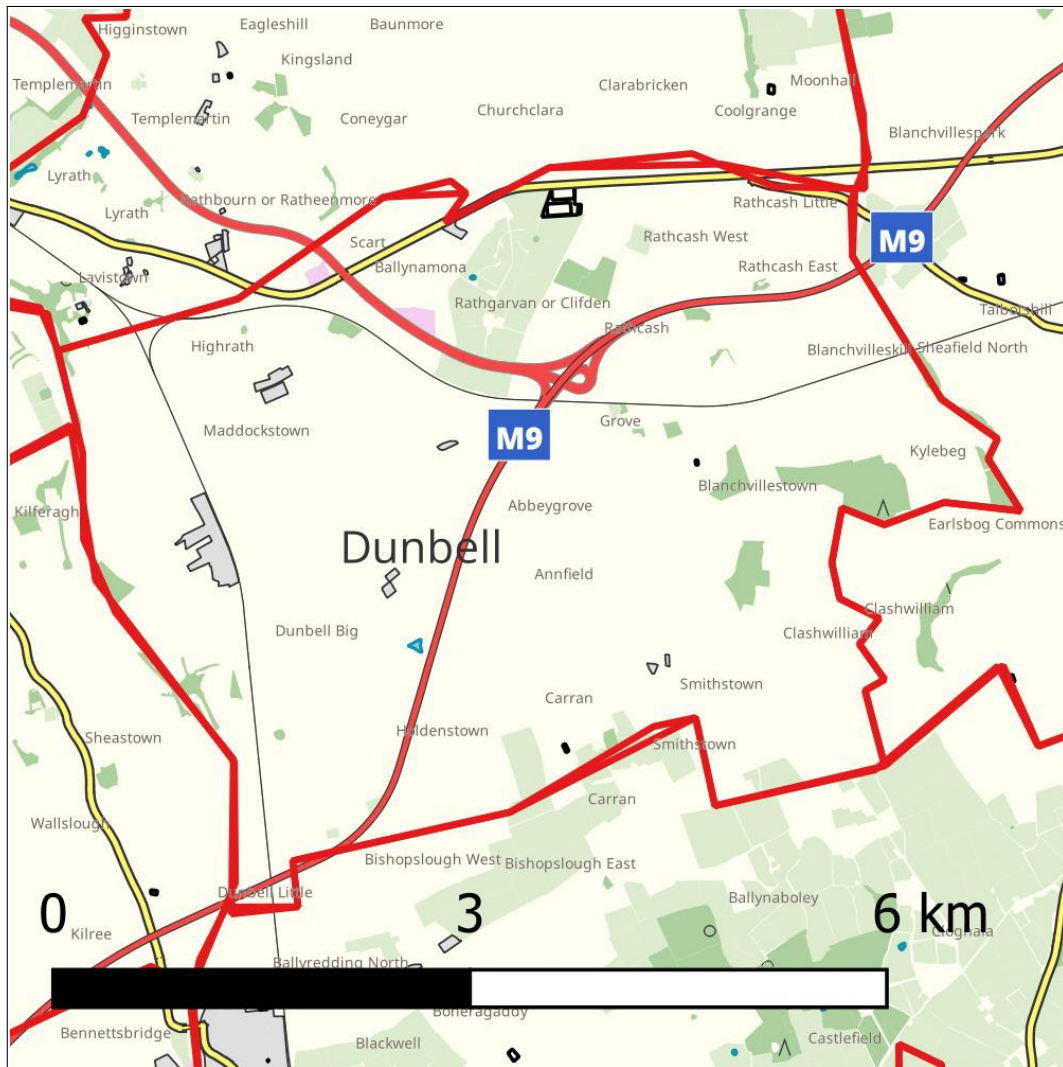 Higginstown
Eagleshill
Baunmore
Kingsland
Templemartin
Clarabricken
Moonhall
Templemartin
Coneygar
Churchclara
Coolgrange
Blanchvillespark
Lyrath
Rathbourn or Ratheenmore
Rathcash Little
Lyrath
Scart
Rathcash West
M9
Lavistown
Ballynamona
Rathcash East
Rathgarvan or Clifden
Talbotshill
Rathcash
Highrath
Blanchvilleskill
Sheafield North
Maddockstown
Grove
M9
Kylebeg
Blanchvillestown
Kilferagh
Abbeygrove
Earlsbog Commons
Dunbell
Annfield
Clashwilliam
Dunbell Big
Clashwilliam
Carran
Smithstown
Sheastown
Holdenstown
Smithstown
Carran
Wallslough
Bishopslough West
Bishopslough East
Dunbell Little
Ballynaboley
0 3 6 km
Kilree
Cloghala
Ballyredding North
Boneragaddy
Bennettsbridge
Blackwell
Castlefield